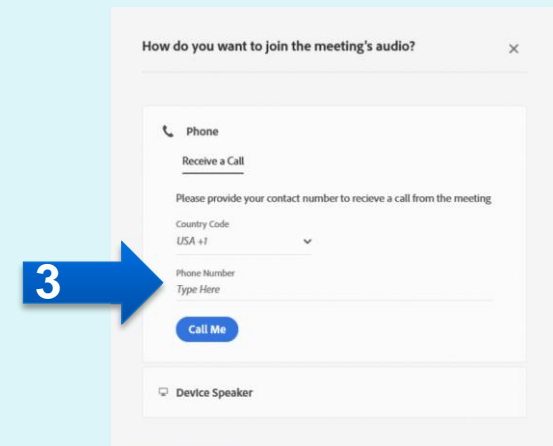 How do you want to join the meeting's audio?
Phone
Receive a Call
Please provide your contact number to recieve a call from the meeting
Country Code
USA +1
3
Phone Number
Type Here
Call Me
Device Speaker